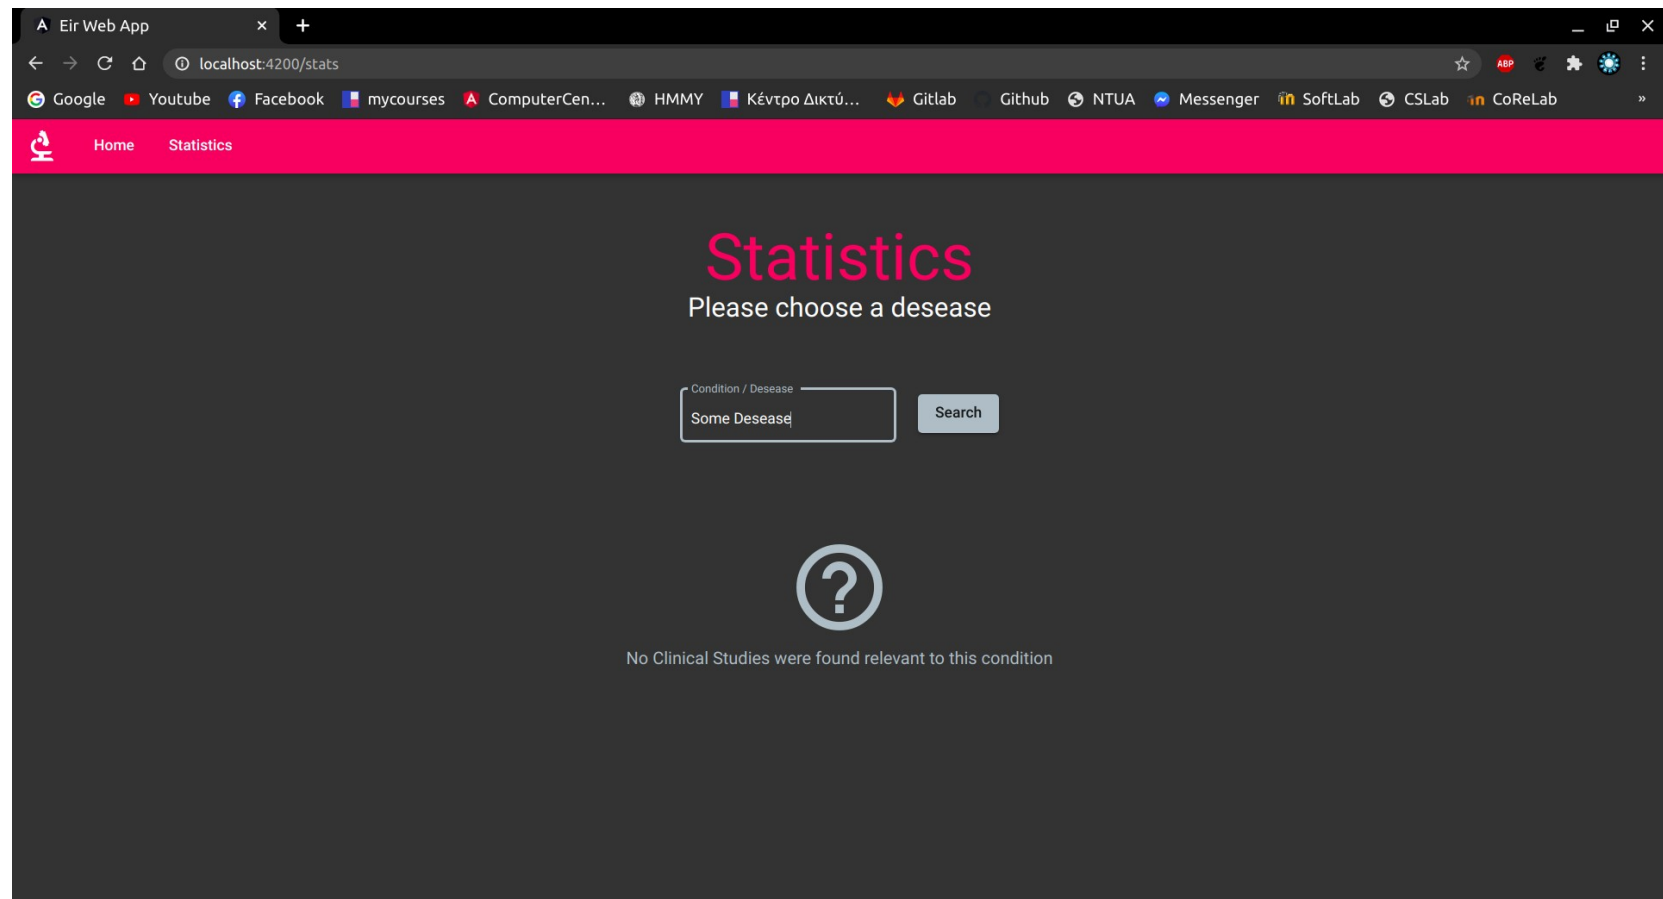 Eir Web App
localhost:4200/stats
ABP
Google Youtube Facebook mycourses ComputerCen... HMMY Κέντρο Δικτύ... Gitlab Github NTUA Messenger SoftLab CSLab CoReLab »
Home Statistics
Statistics
Please choose a desease
Condition / Desease
Some Desease
Search
No Clinical Studies were found relevant to this condition